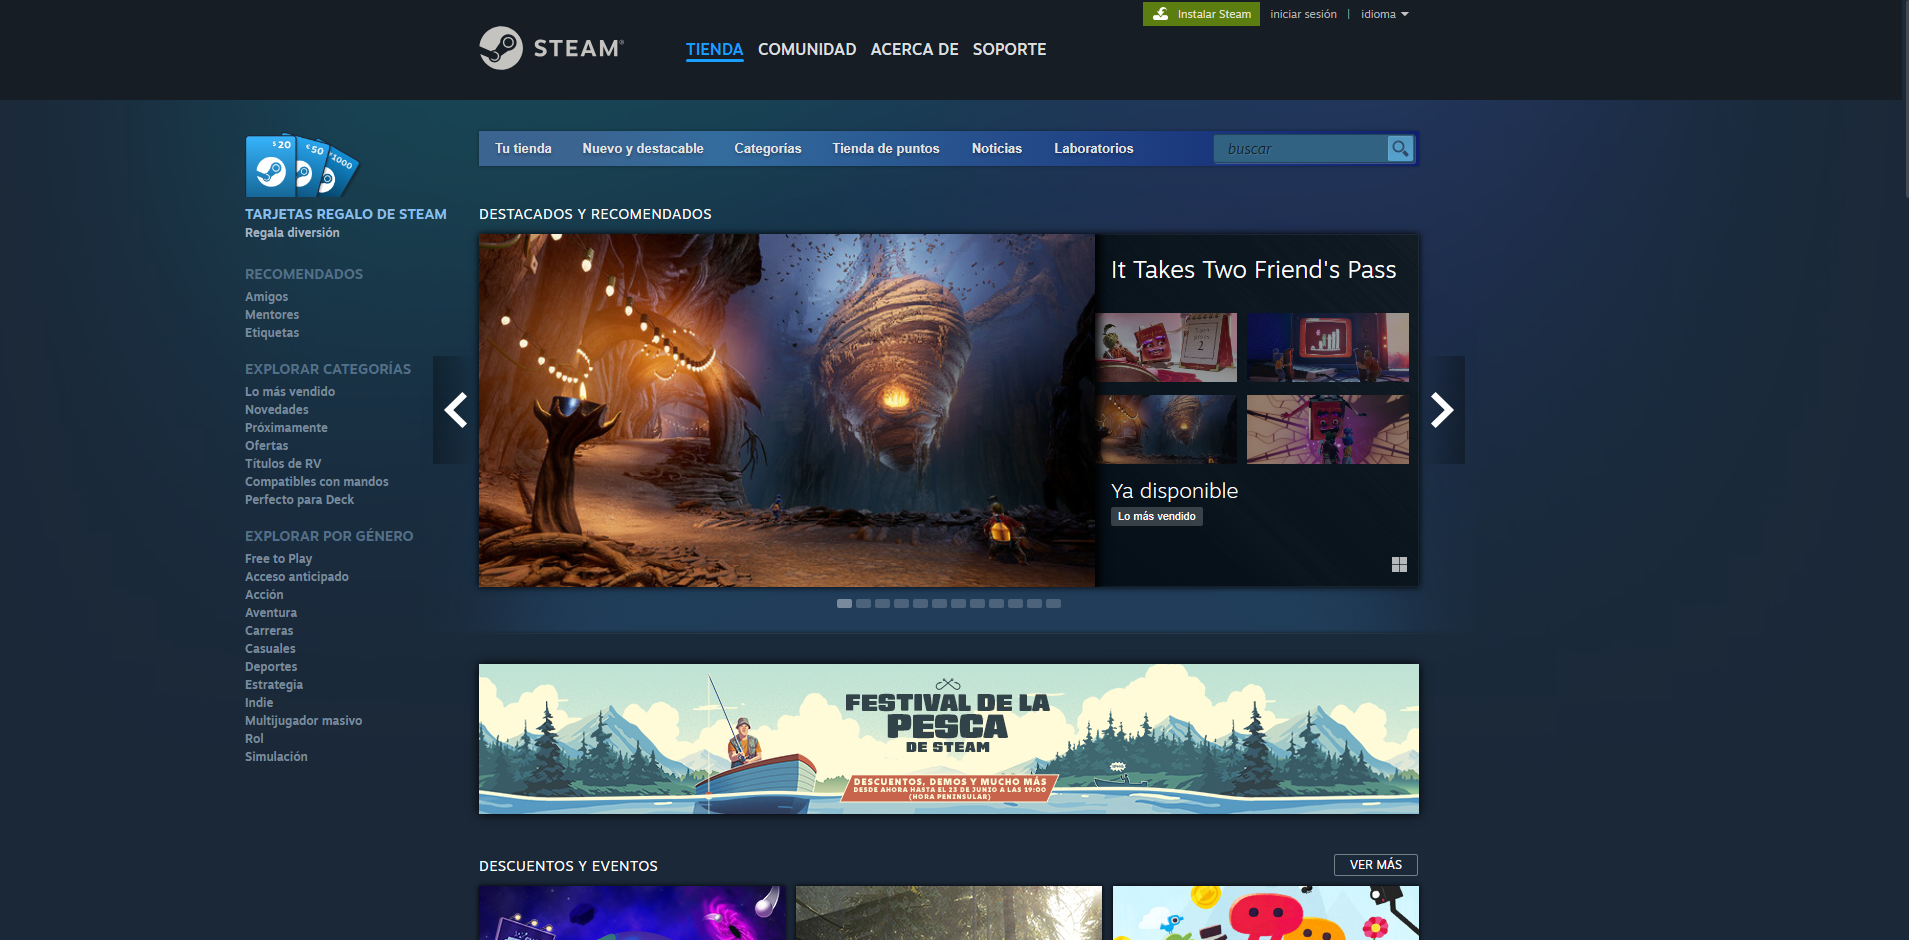 Instalar Steam
iniciar sesión | idioma
STEAM®
TIENDA COMUNIDAD ACERCA DE SOPORTE
$20 €50 ¥1000
TARJETAS REGALO DE STEAM
Regala diversión
RECOMENDADOS
Amigos
Mentores
Etiquetas
EXPLORAR CATEGORÍAS
Lo más vendido
Novedades
Próximamente
Ofertas
Títulos de RV
Compatibles con mandos
Perfecto para Deck
EXPLORAR POR GÉNERO
Free to Play
Acceso anticipado
Acción
Aventura
Carreras
Casuales
Deportes
Estrategia
Indie
Multijugador masivo
Rol
Simulación
Tu tienda Nuevo y destacable Categorías Tienda de puntos Noticias Laboratorios buscar
DESTACADOS Y RECOMENDADOS
It Takes Two Friend's Pass
Ya disponible
Lo más vendido
FESTIVAL DE LA
PESCA
DE STEAM
DESCUENTOS, DEMOS Y MUCHO MÁS
DESDE AHORA HASTA EL 23 DE JUNIO A LAS 19:00
(HORA PENINSULAR)
DESCUENTOS Y EVENTOS
VER MÁS